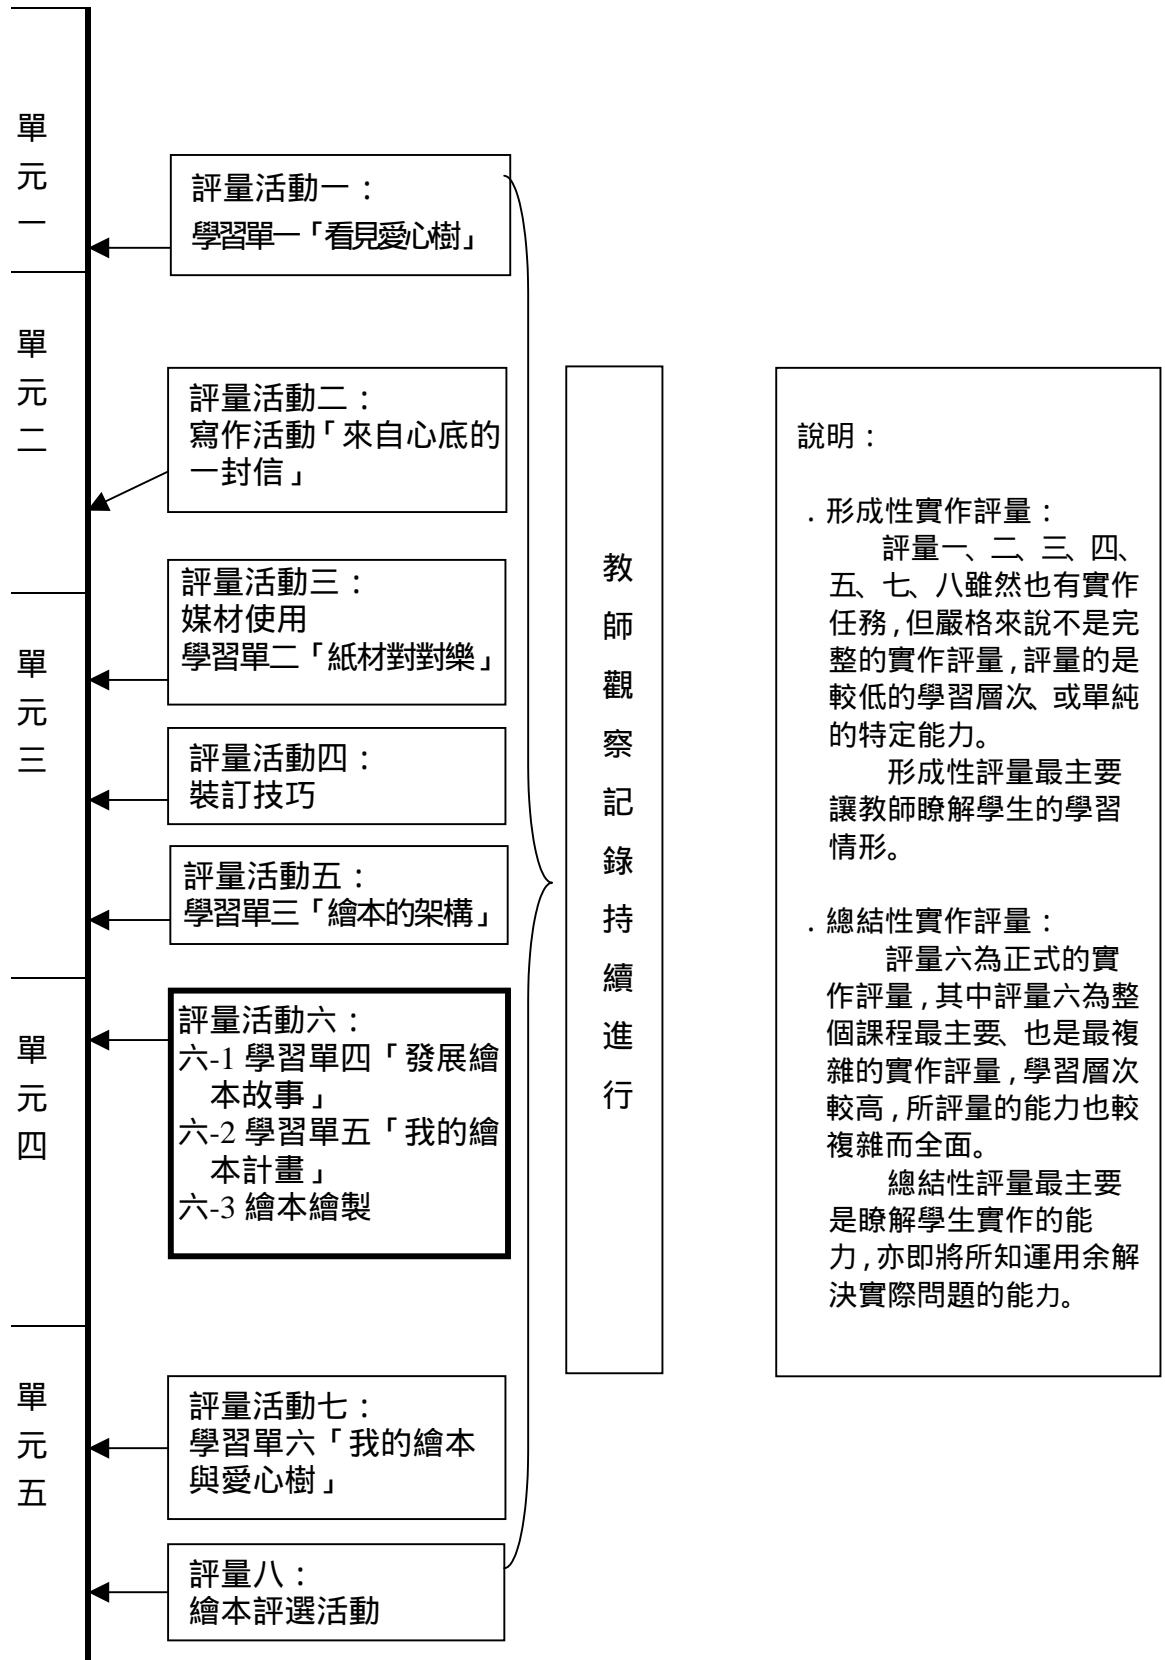 單元一
評量活動一：
學習單一「看見愛心樹」
單元二
評量活動二：
寫作活動「來自心底的
一封信」
單元三
評量活動三：
媒材使用
學習單二「紙材對對樂」
評量活動四：
裝訂技巧
評量活動五：
學習單三「繪本的架構」
單元四
評量活動六：
六-1 學習單四「發展繪
本故事」
六-2 學習單五「我的繪
本計畫」
六-3 繪本繪製
單元五
評量活動七：
學習單六「我的繪本
與愛心樹」
評量八：
繪本評選活動
教師觀察記錄持續進行
說明：
．形成性實作評量：
評量一、二、三、四、
五、七、八雖然也有實作
任務，但嚴格來說不是完
整的實作評量，評量的是
較低的學習層次、或單純
的特定能力。
形成性評量最主要
讓教師瞭解學生的學習
情形。
．總結性實作評量：
評量六為正式的實
作評量，其中評量六為整
個課程最主要、也是最複
雜的實作評量，學習層次
較高，所評量的能力也較
複雜而全面。
總結性評量最主要
是瞭解學生實作的能
力，亦即將所知運用余解
決實際問題的能力。